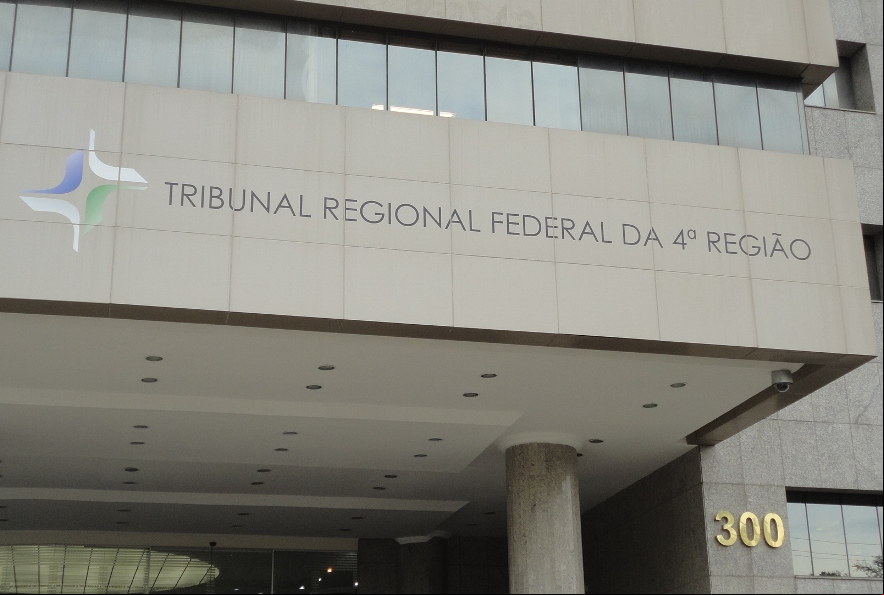 TRIBUNAL REGIONAL FEDERAL DA 4ª REGIÃO
300